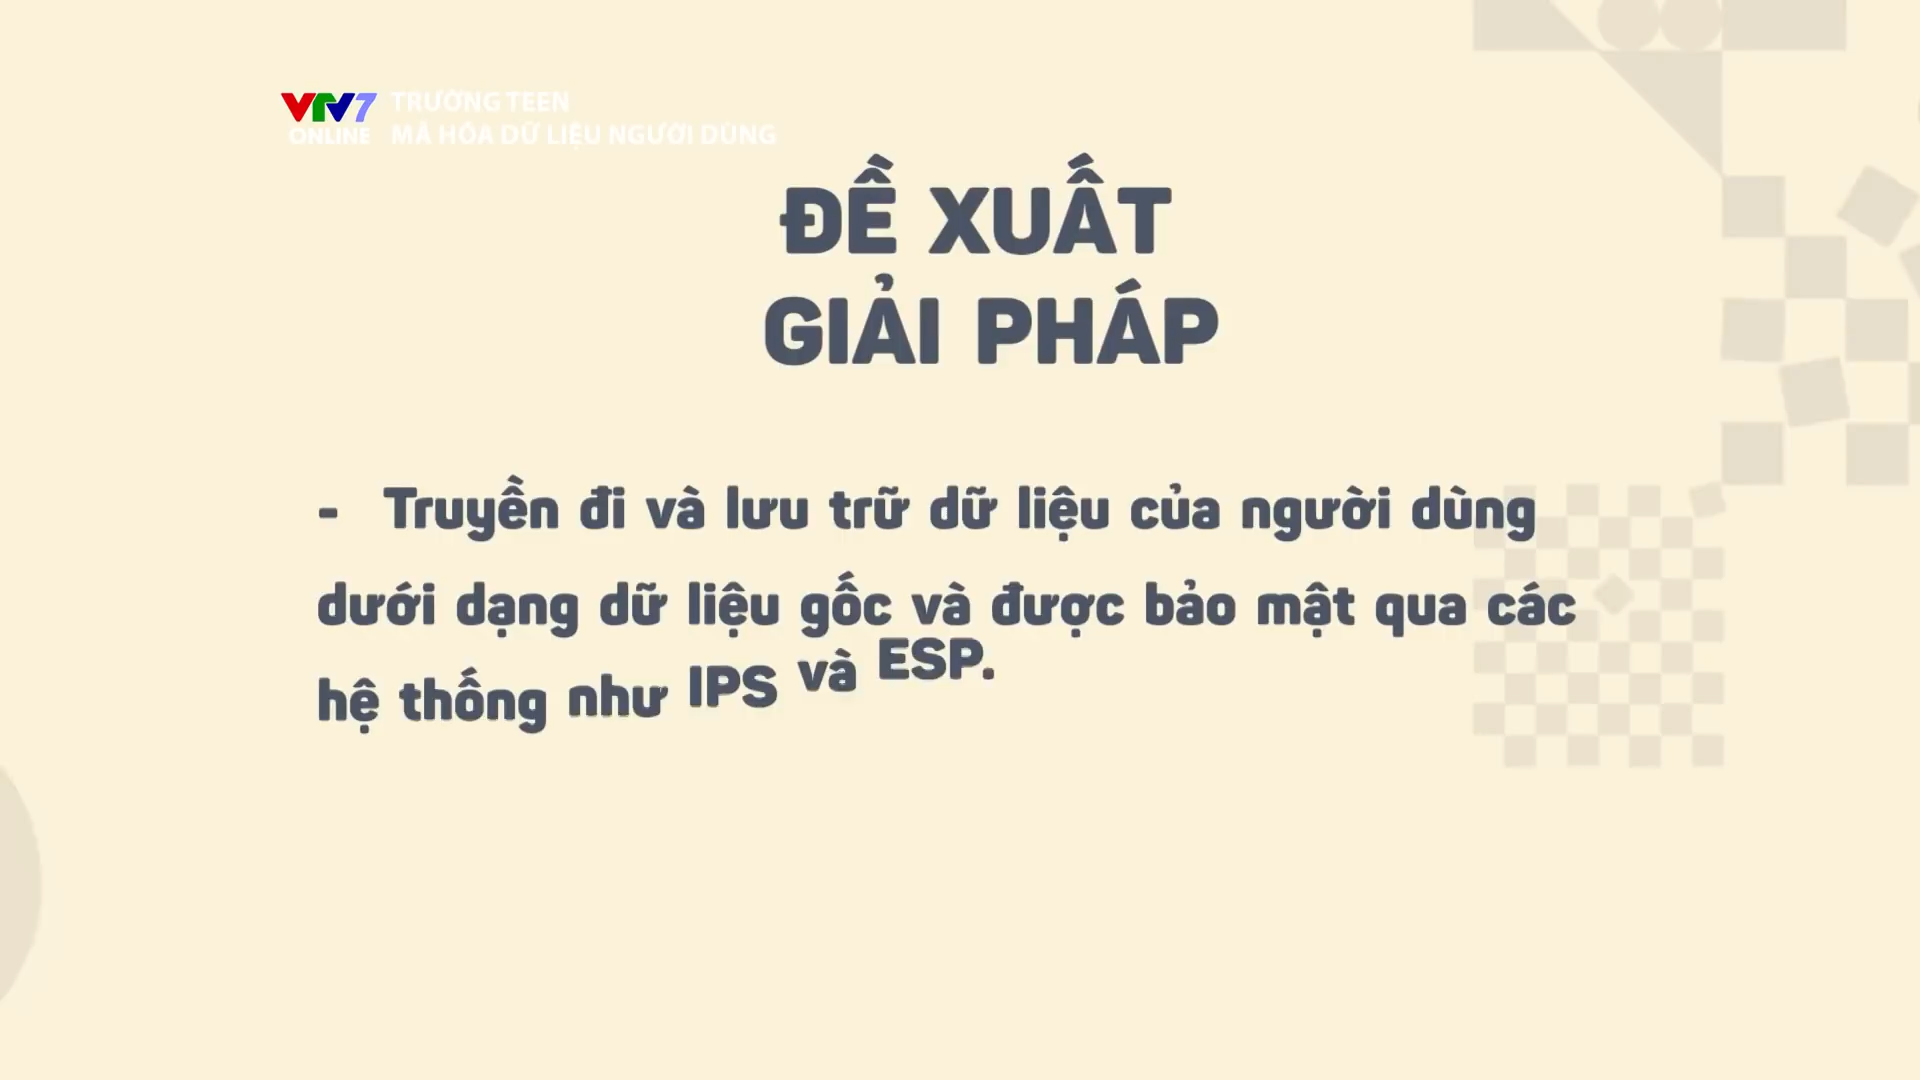 VTV7 TRƯỜNG TEEN
ONLINE MÃ HÓA DỮ LIỆU NGƯỜI DÙNG
ĐỀ XUẤT
GIẢI PHÁP
- Truyền đi và lưu trữ dữ liệu của người dùng
dưới dạng dữ liệu gốc và được bảo mật qua các
hệ thống như IPS và ESP.